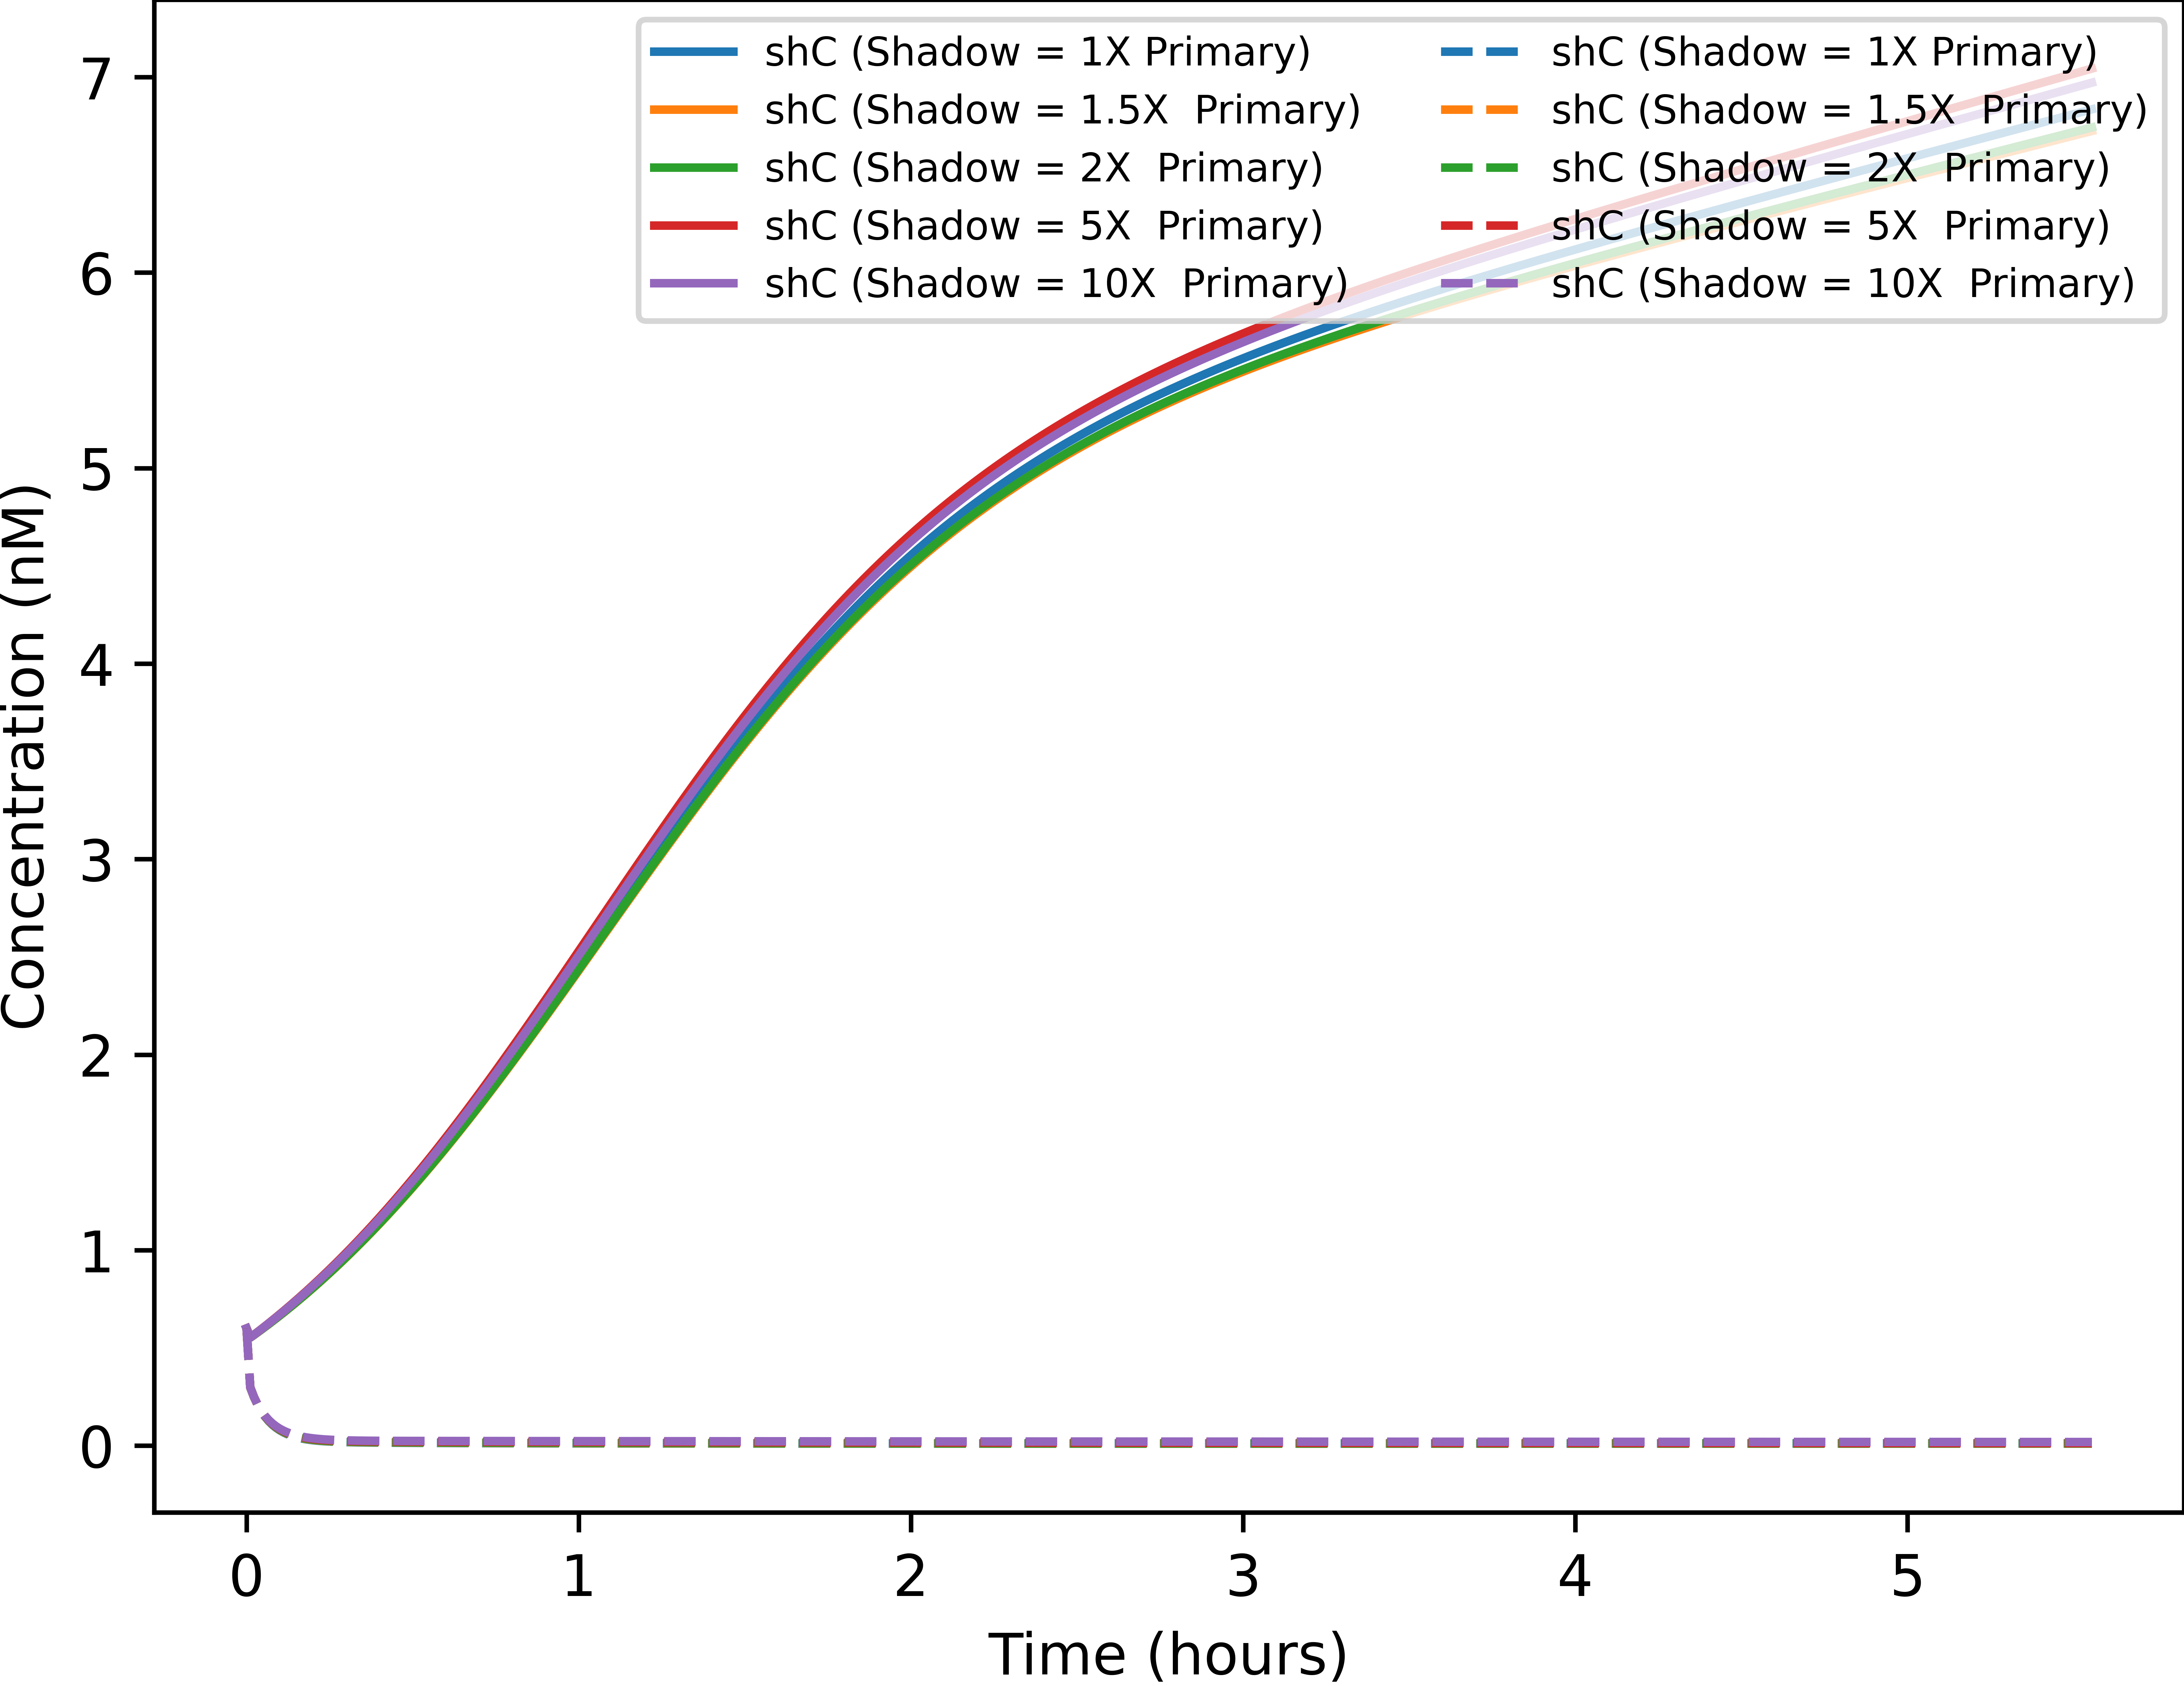 7
6
5
4
3
2
1
0
Concentration (nM)
shC (Shadow = 1X Primary)
shC (Shadow = 1.5X  Primary)
shC (Shadow = 2X  Primary)
shC (Shadow = 5X  Primary)
shC (Shadow = 10X  Primary)
shC (Shadow = 1X Primary)
shC (Shadow = 1.5X  Primary)
shC (Shadow = 2X  Primary)
shC (Shadow = 5X  Primary)
shC (Shadow = 10X  Primary)
0 1 2 3 4 5
Time (hours)